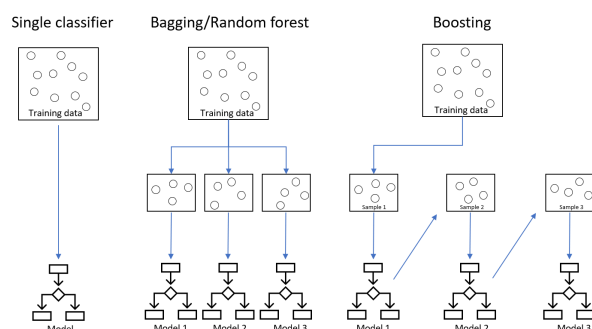 Single classifier
Bagging/Random forest
Boosting
Training data
Training data
Training data
Sample 1
Sample 2
Sample 3
Model
Model 1
Model 2
Model 3
Model 1
Model 2
Model 3